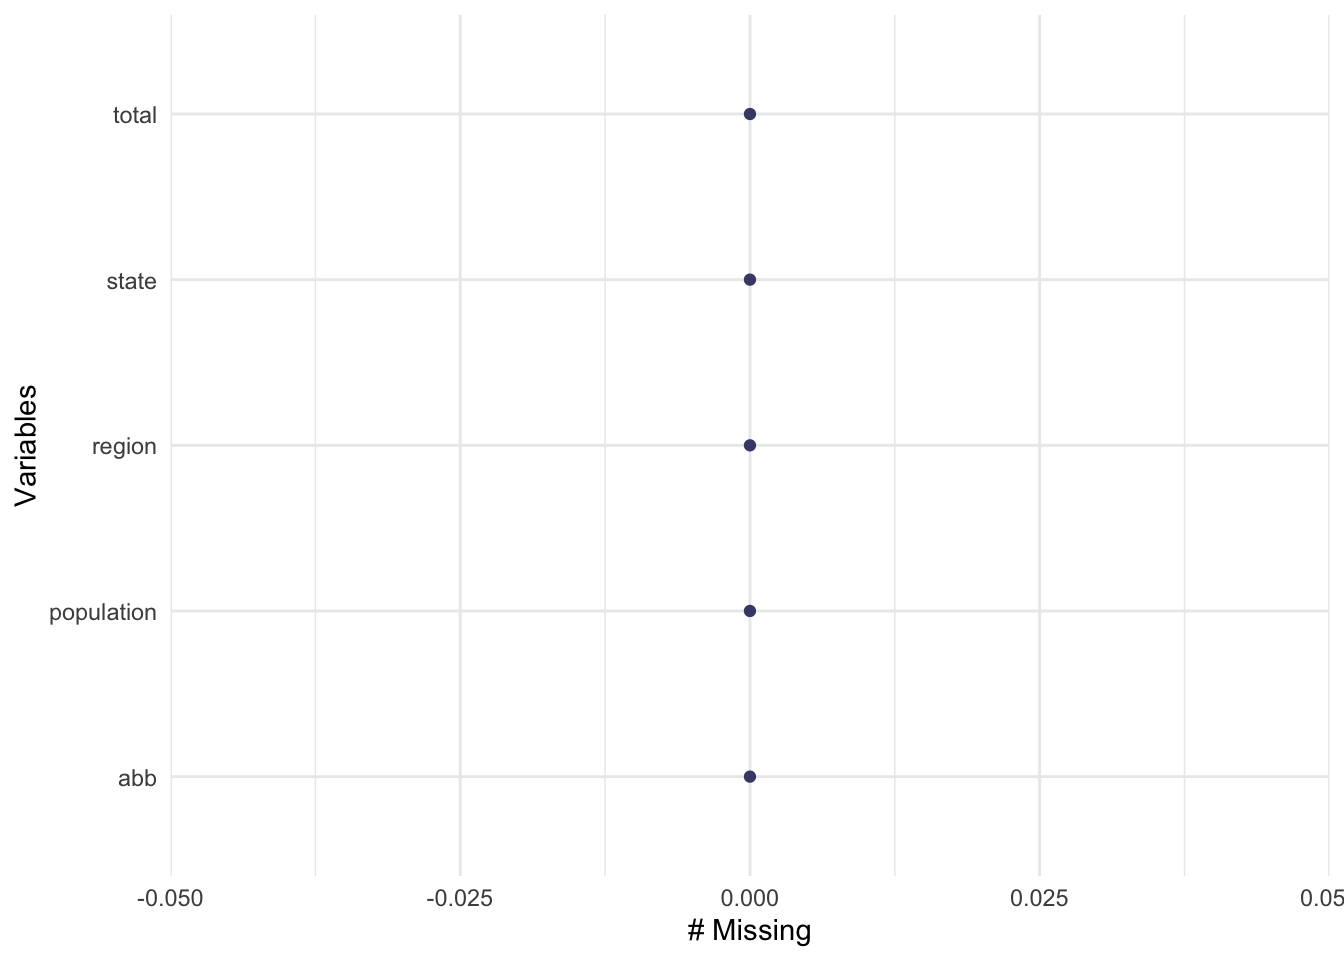 total
state
region
population
abb
Variables
-0.050 -0.025 0.000 0.025 0.05
# Missing